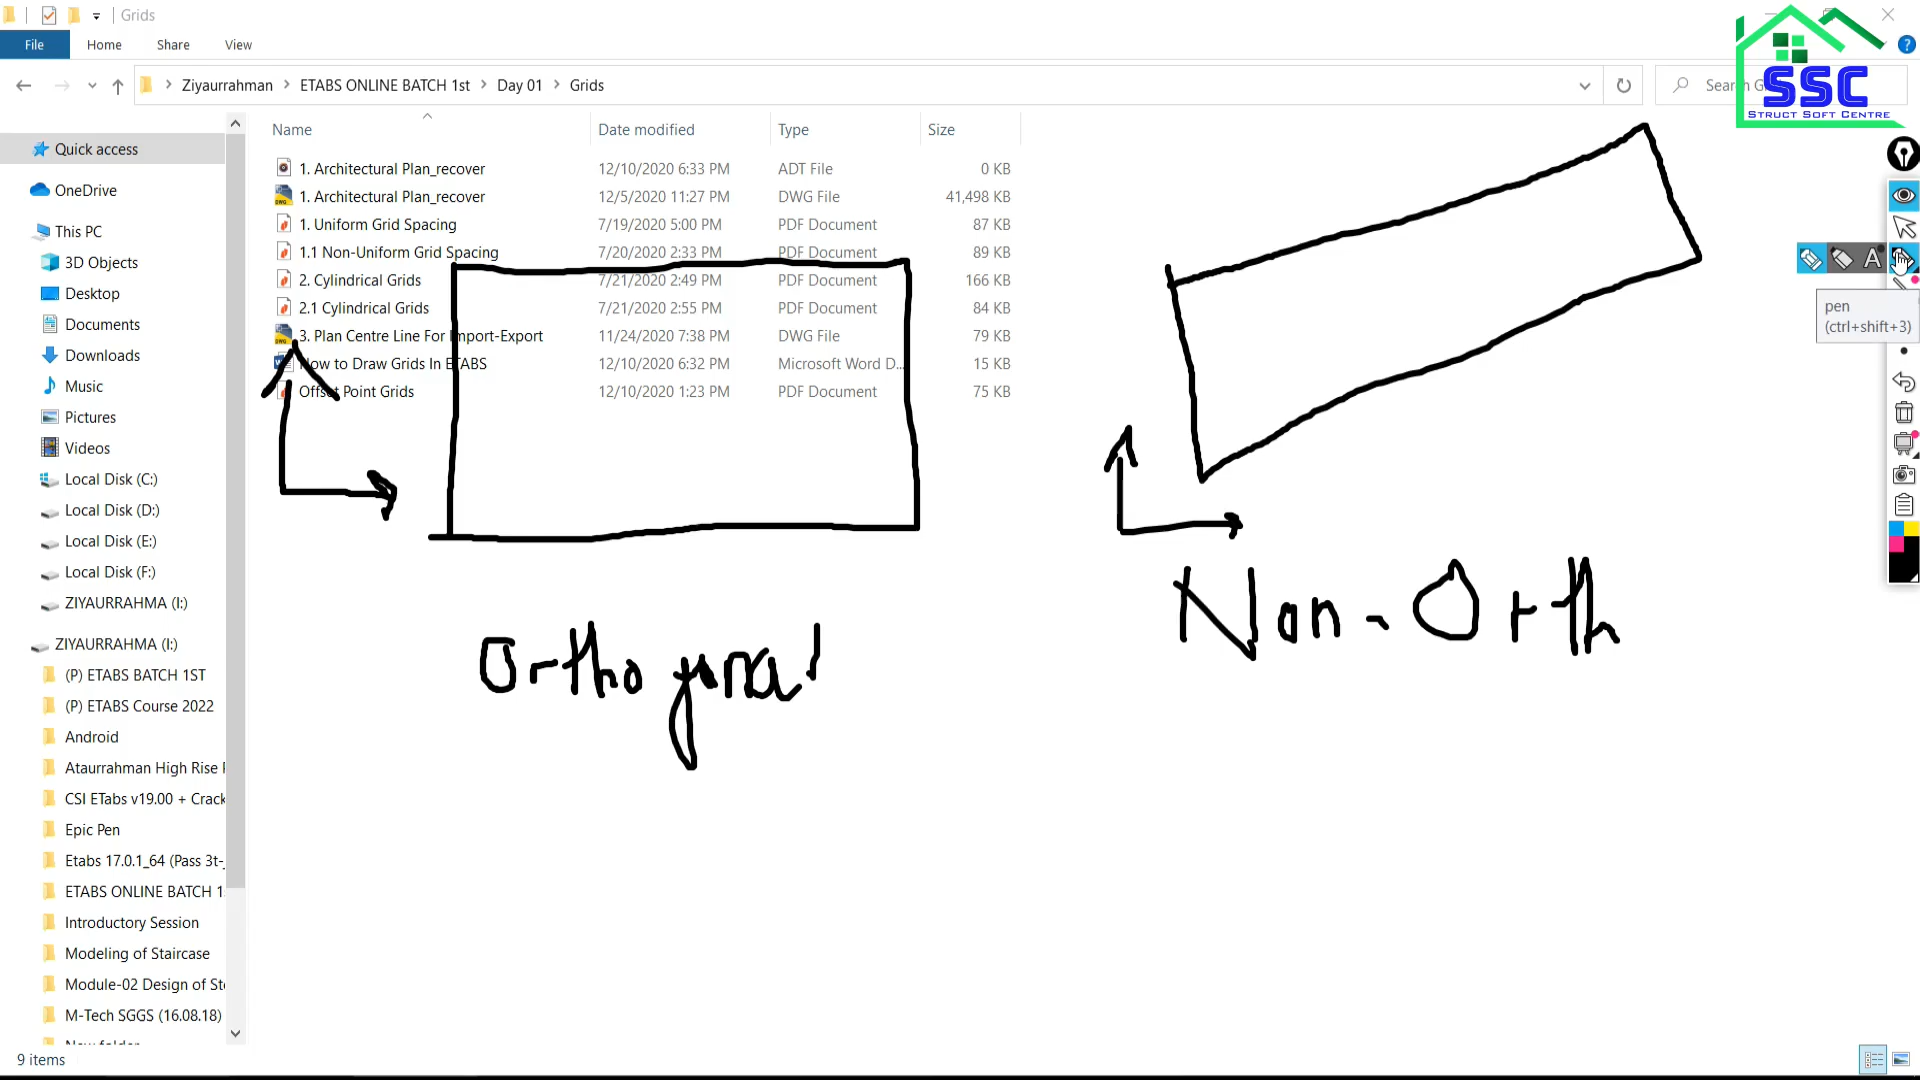 Grids
File Home Share View
SSC
STRUCT SOFT CENTRE
Ziyaurrahman > ETABS ONLINE BATCH 1st > Day 01 > Grids
Search G
Name Date modified Type Size
1. Architectural Plan_recover 12/10/2020 6:33 PM ADT File 0 KB
1. Architectural Plan_recover 12/5/2020 11:27 PM DWG File 41,498 KB
1. Uniform Grid Spacing 7/19/2020 5:00 PM PDF Document 87 KB
1.1 Non-Uniform Grid Spacing 7/20/2020 2:33 PM PDF Document 89 KB
2. Cylindrical Grids 7/21/2020 2:49 PM PDF Document 166 KB
2.1 Cylindrical Grids 7/21/2020 2:55 PM PDF Document 84 KB
3. Plan Centre Line For Import-Export 11/24/2020 7:38 PM DWG File 79 KB
How to Draw Grids In ETABS 12/10/2020 6:32 PM Microsoft Word D... 15 KB
Offset Point Grids 12/10/2020 1:23 PM PDF Document 75 KB
Quick access
OneDrive
This PC
3D Objects
Desktop
Documents
Downloads
Music
Pictures
Videos
Local Disk (C:)
Local Disk (D:)
Local Disk (E:)
Local Disk (F:)
ZIYAURRAHMA (I:)
ZIYAURRAHMA (I:)
(P) ETABS BATCH 1ST
(P) ETABS Course 2022
Android
Ataurrahman High Rise
CSI ETabs v19.00 + Crack
Epic Pen
Etabs 17.0.1_64 (Pass 3t-
ETABS ONLINE BATCH 1
Introductory Session
Modeling of Staircase
Module-02 Design of St
M-Tech SGGS (16.08.18)
New folder
9 items
A
pen
(ctrl+shift+3)
Orthogonal
Non-Orth